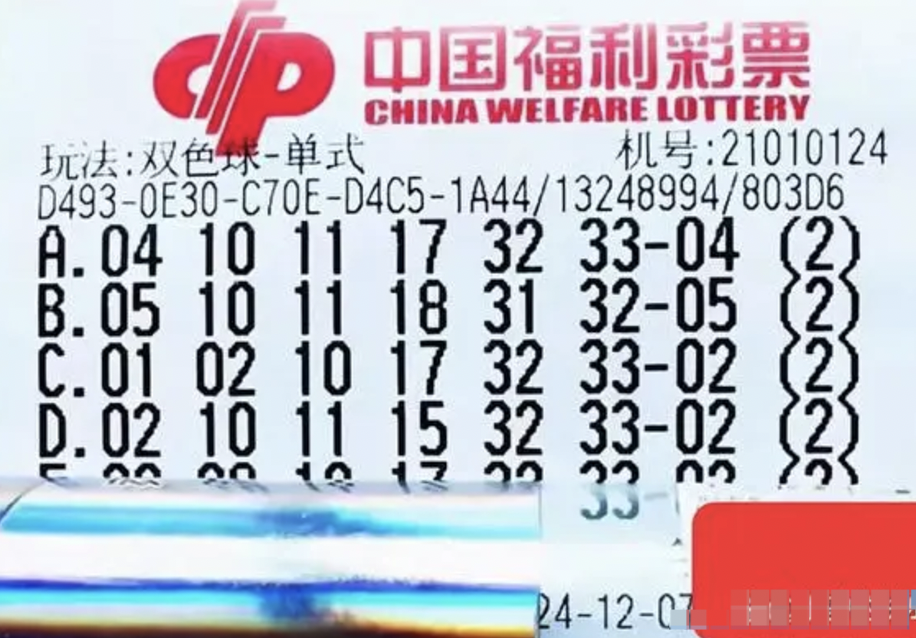 中国福利彩票
CHINA WELFARE LOTTERY
玩法:双色球-单式 机号:21010124
D493-0E30-C70E-D4C5-1A44/13248994/803D6
A.04 10 11 17 32 33-04 (2)
B.05 10 11 18 31 32-05 (2)
C.01 02 10 17 32 33-02 (2)
D.02 10 11 15 32 33-02 (2)
24-12-07